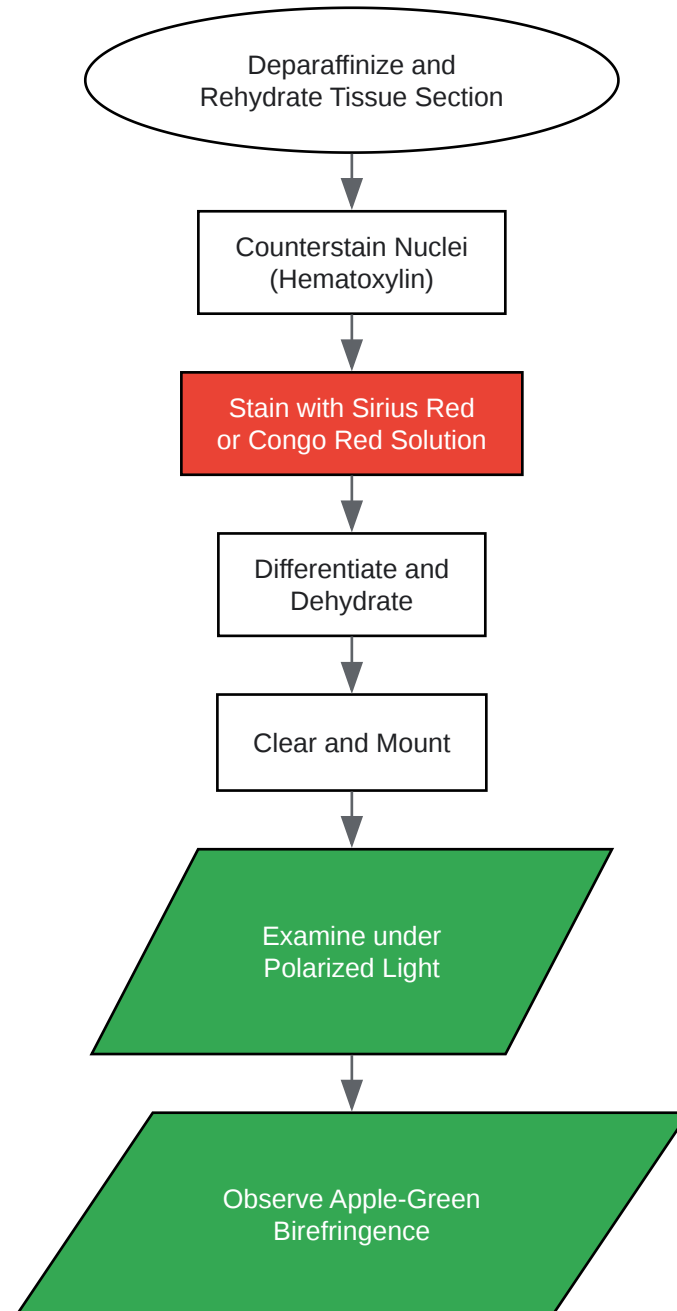 Deparaffinize and
Rehydrate Tissue Section
Counterstain Nuclei
(Hematoxylin)
Stain with Sirius Red
or Congo Red Solution
Differentiate and
Dehydrate
Clear and Mount
Examine under
Polarized Light
Observe Apple-Green
Birefringence